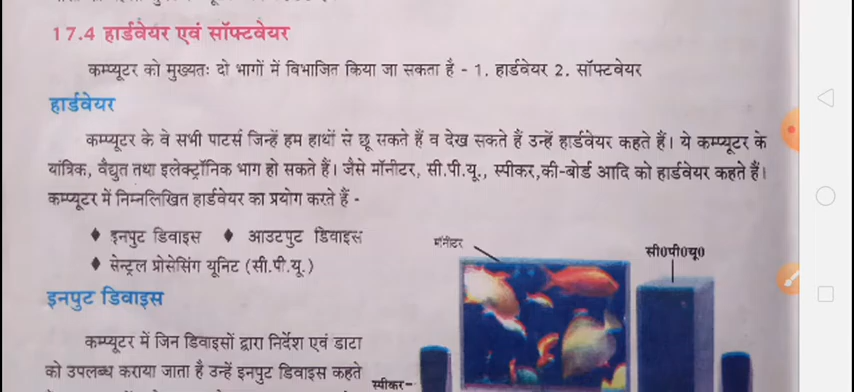 17.4 हार्डवेयर एवं सॉफ्टवेयर
कम्प्यूटर को मुख्यतः दो भागों में विभाजित किया जा सकता है - 1. हार्डवेयर 2. सॉफ्टवेयर
हार्डवेयर
कम्प्यूटर के वे सभी पार्टस जिन्हें हम हाथों से छू सकते हैं व देख सकते हैं उन्हें हार्डवेयर कहते हैं। ये कम्प्यूटर के
यांत्रिक, वैद्युत तथा इलेक्ट्रॉनिक भाग हो सकते हैं। जैसे मॉनीटर, सी.पी.यू., स्पीकर,की-बोर्ड आदि को हार्डवेयर कहते हैं।
कम्प्यूटर में निम्नलिखित हार्डवेयर का प्रयोग करते हैं -
♦ इनपुट डिवाइस ♦ आउटपुट डिवाइस
♦ सेन्ट्रल प्रोसेसिंग यूनिट (सी.पी.यू.)
मॉनीटर
सी0पी0यू0
इनपुट डिवाइस
कम्प्यूटर में जिन डिवाइसों द्वारा निर्देश एवं डाटा
को उपलब्ध कराया जाता है उन्हें इनपुट डिवाइस कहते
स्पीकर-